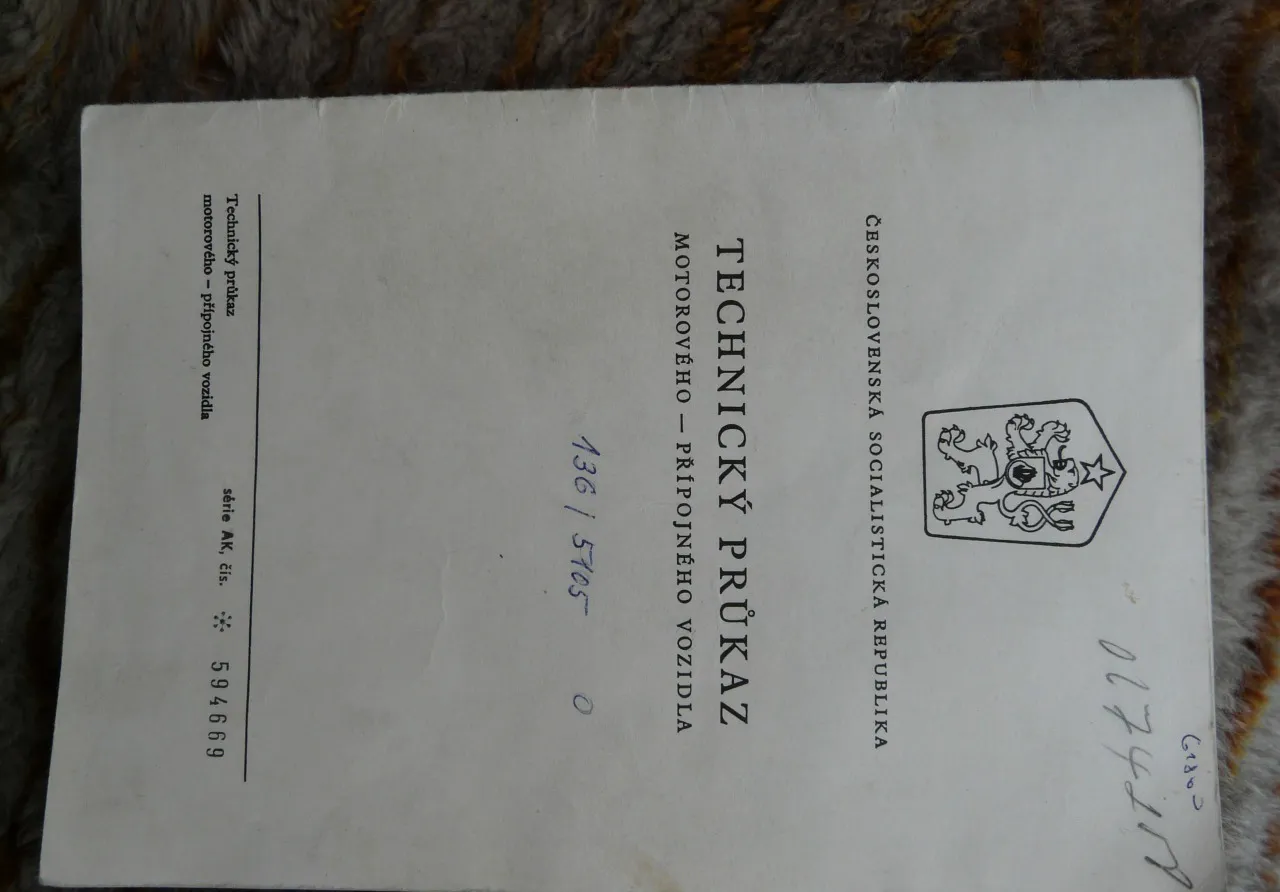 ČESKOSLOVENSKÁ SOCIALISTICKÁ REPUBLIKA
TECHNICKÝ PRŮKAZ
MOTOROVÉHO — PŘÍPOJNÉHO VOZIDLA
136/5105 0
Technický průkaz
motorového – přípojného vozidla
série AK, čís. * 594669